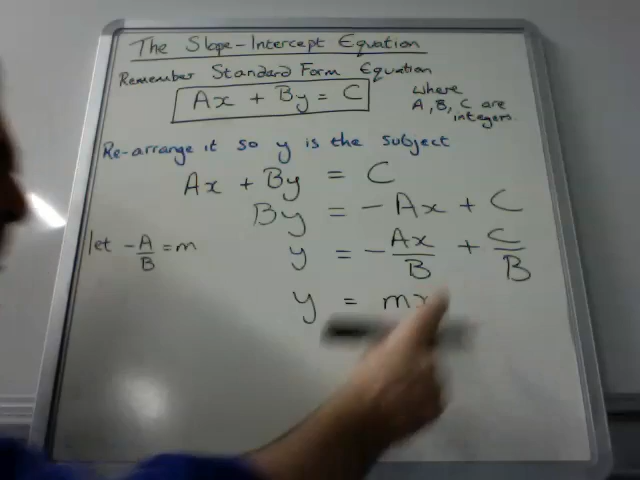 The Slope-Intercept Equation
Remember Standard Form Equation
Ax + By = C
where
A, B, C are
integers.
Re-arrange it so y is the subject
Ax + By = C
By = -Ax + C
let -A/B = m
y = -Ax/B + C/B
y = mx